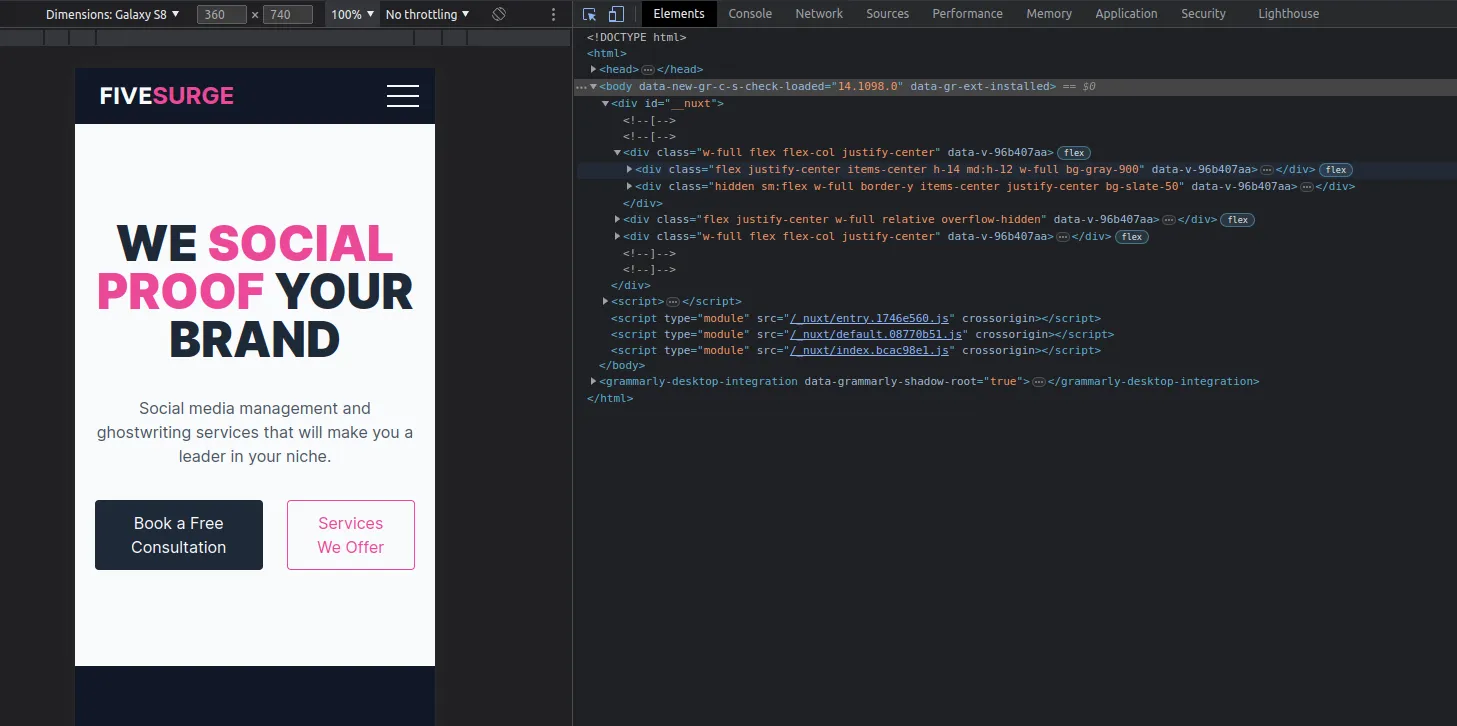 Dimensions: Galaxy S8 ▼ 360 × 740 100% ▼ No throttling ▼
Elements Console Network Sources Performance Memory Application Security Lighthouse
FIVESURGE
WE SOCIAL
PROOF YOUR
BRAND
Social media management and
ghostwriting services that will make you a
leader in your niche.
Book a Free
Consultation
Services
We Offer
<!DOCTYPE html>
<html>
▶<head>…</head>
…▼<body data-new-gr-c-s-check-loaded="14.1098.0" data-gr-ext-installed> == $0
▼<div id="__nuxt">
<!--[-->
<!--[-->
▼<div class="w-full flex flex-col justify-center" data-v-96b407aa> flex
▶<div class="flex justify-center items-center h-14 md:h-12 w-full bg-gray-900" data-v-96b407aa>…</div> flex
▶<div class="hidden sm:flex w-full border-y items-center justify-center bg-slate-50" data-v-96b407aa>…</div>
</div>
▶<div class="flex justify-center w-full relative overflow-hidden" data-v-96b407aa>…</div> flex
▶<div class="w-full flex flex-col justify-center" data-v-96b407aa>…</div> flex
<!--]-->
<!--]-->
</div>
▶<script>…</script>
<script type="module" src="/_nuxt/entry.1746e560.js" crossorigin></script>
<script type="module" src="/_nuxt/default.08770b51.js" crossorigin></script>
<script type="module" src="/_nuxt/index.bcac98e1.js" crossorigin></script>
</body>
▶<grammarly-desktop-integration data-grammarly-shadow-root="true">…</grammarly-desktop-integration>
</html>